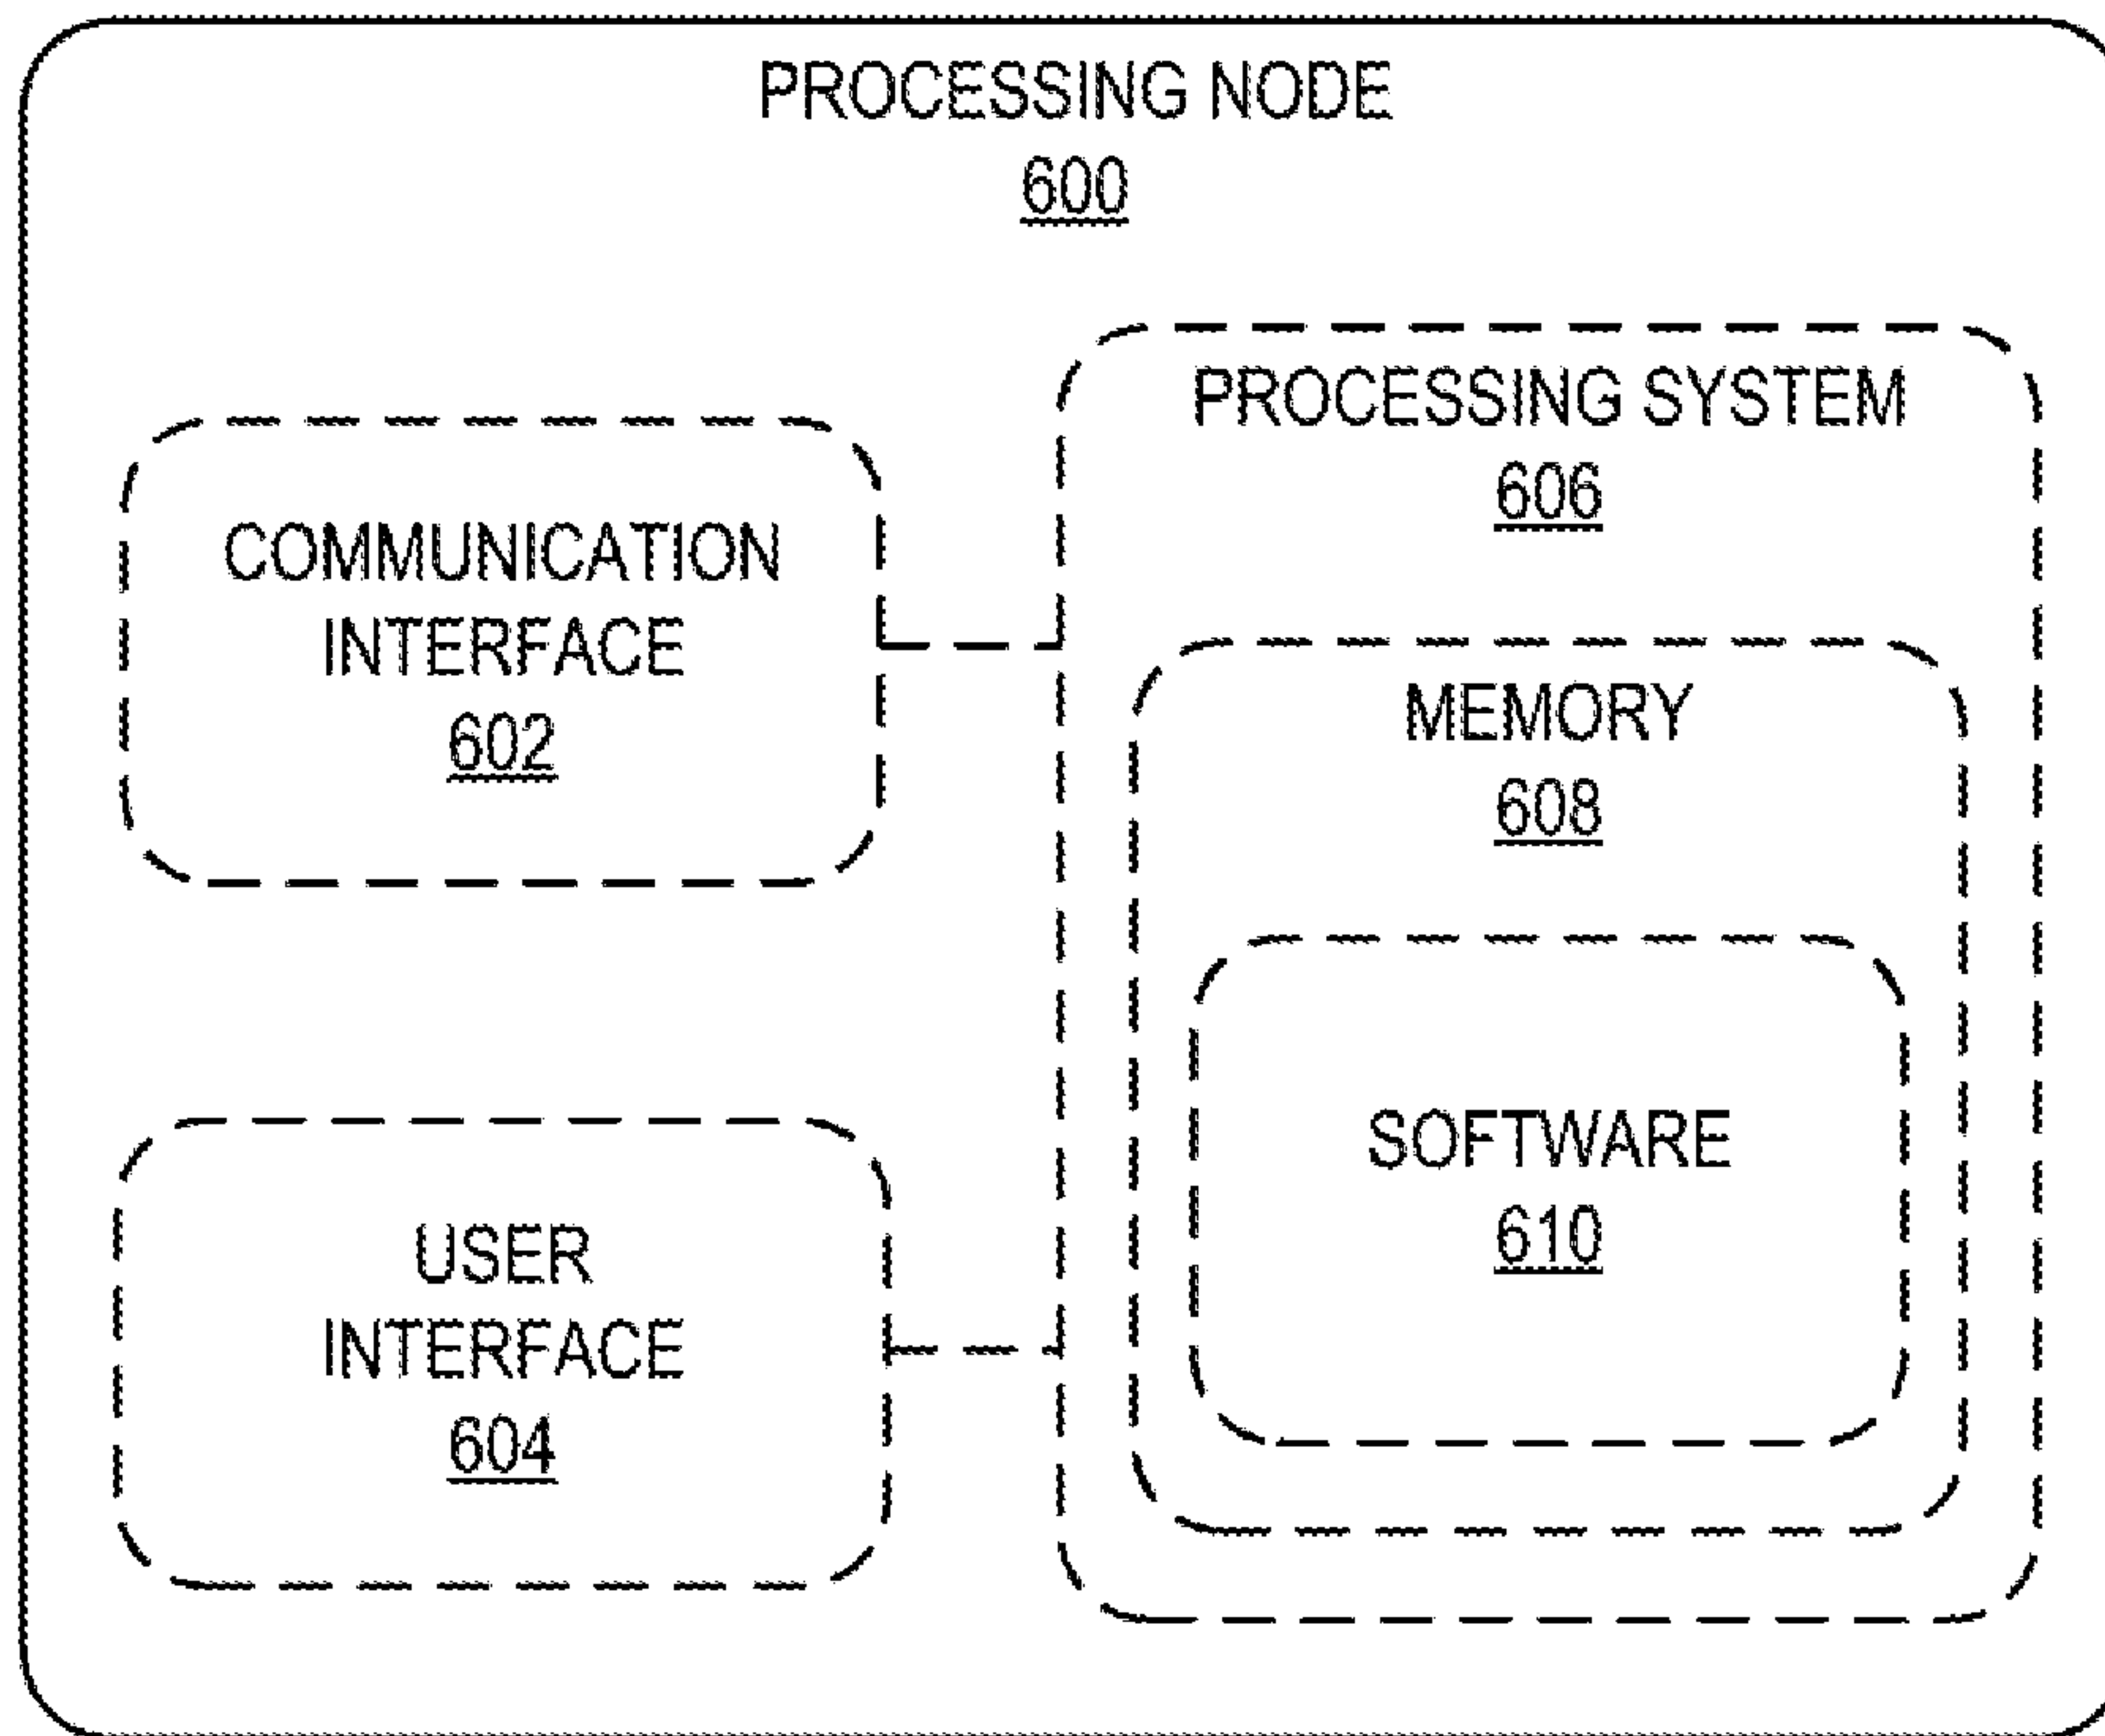 PROCESSING NODE
600
COMMUNICATION
INTERFACE
602
USER
INTERFACE
604
PROCESSING SYSTEM
606
MEMORY
608
SOFTWARE
610